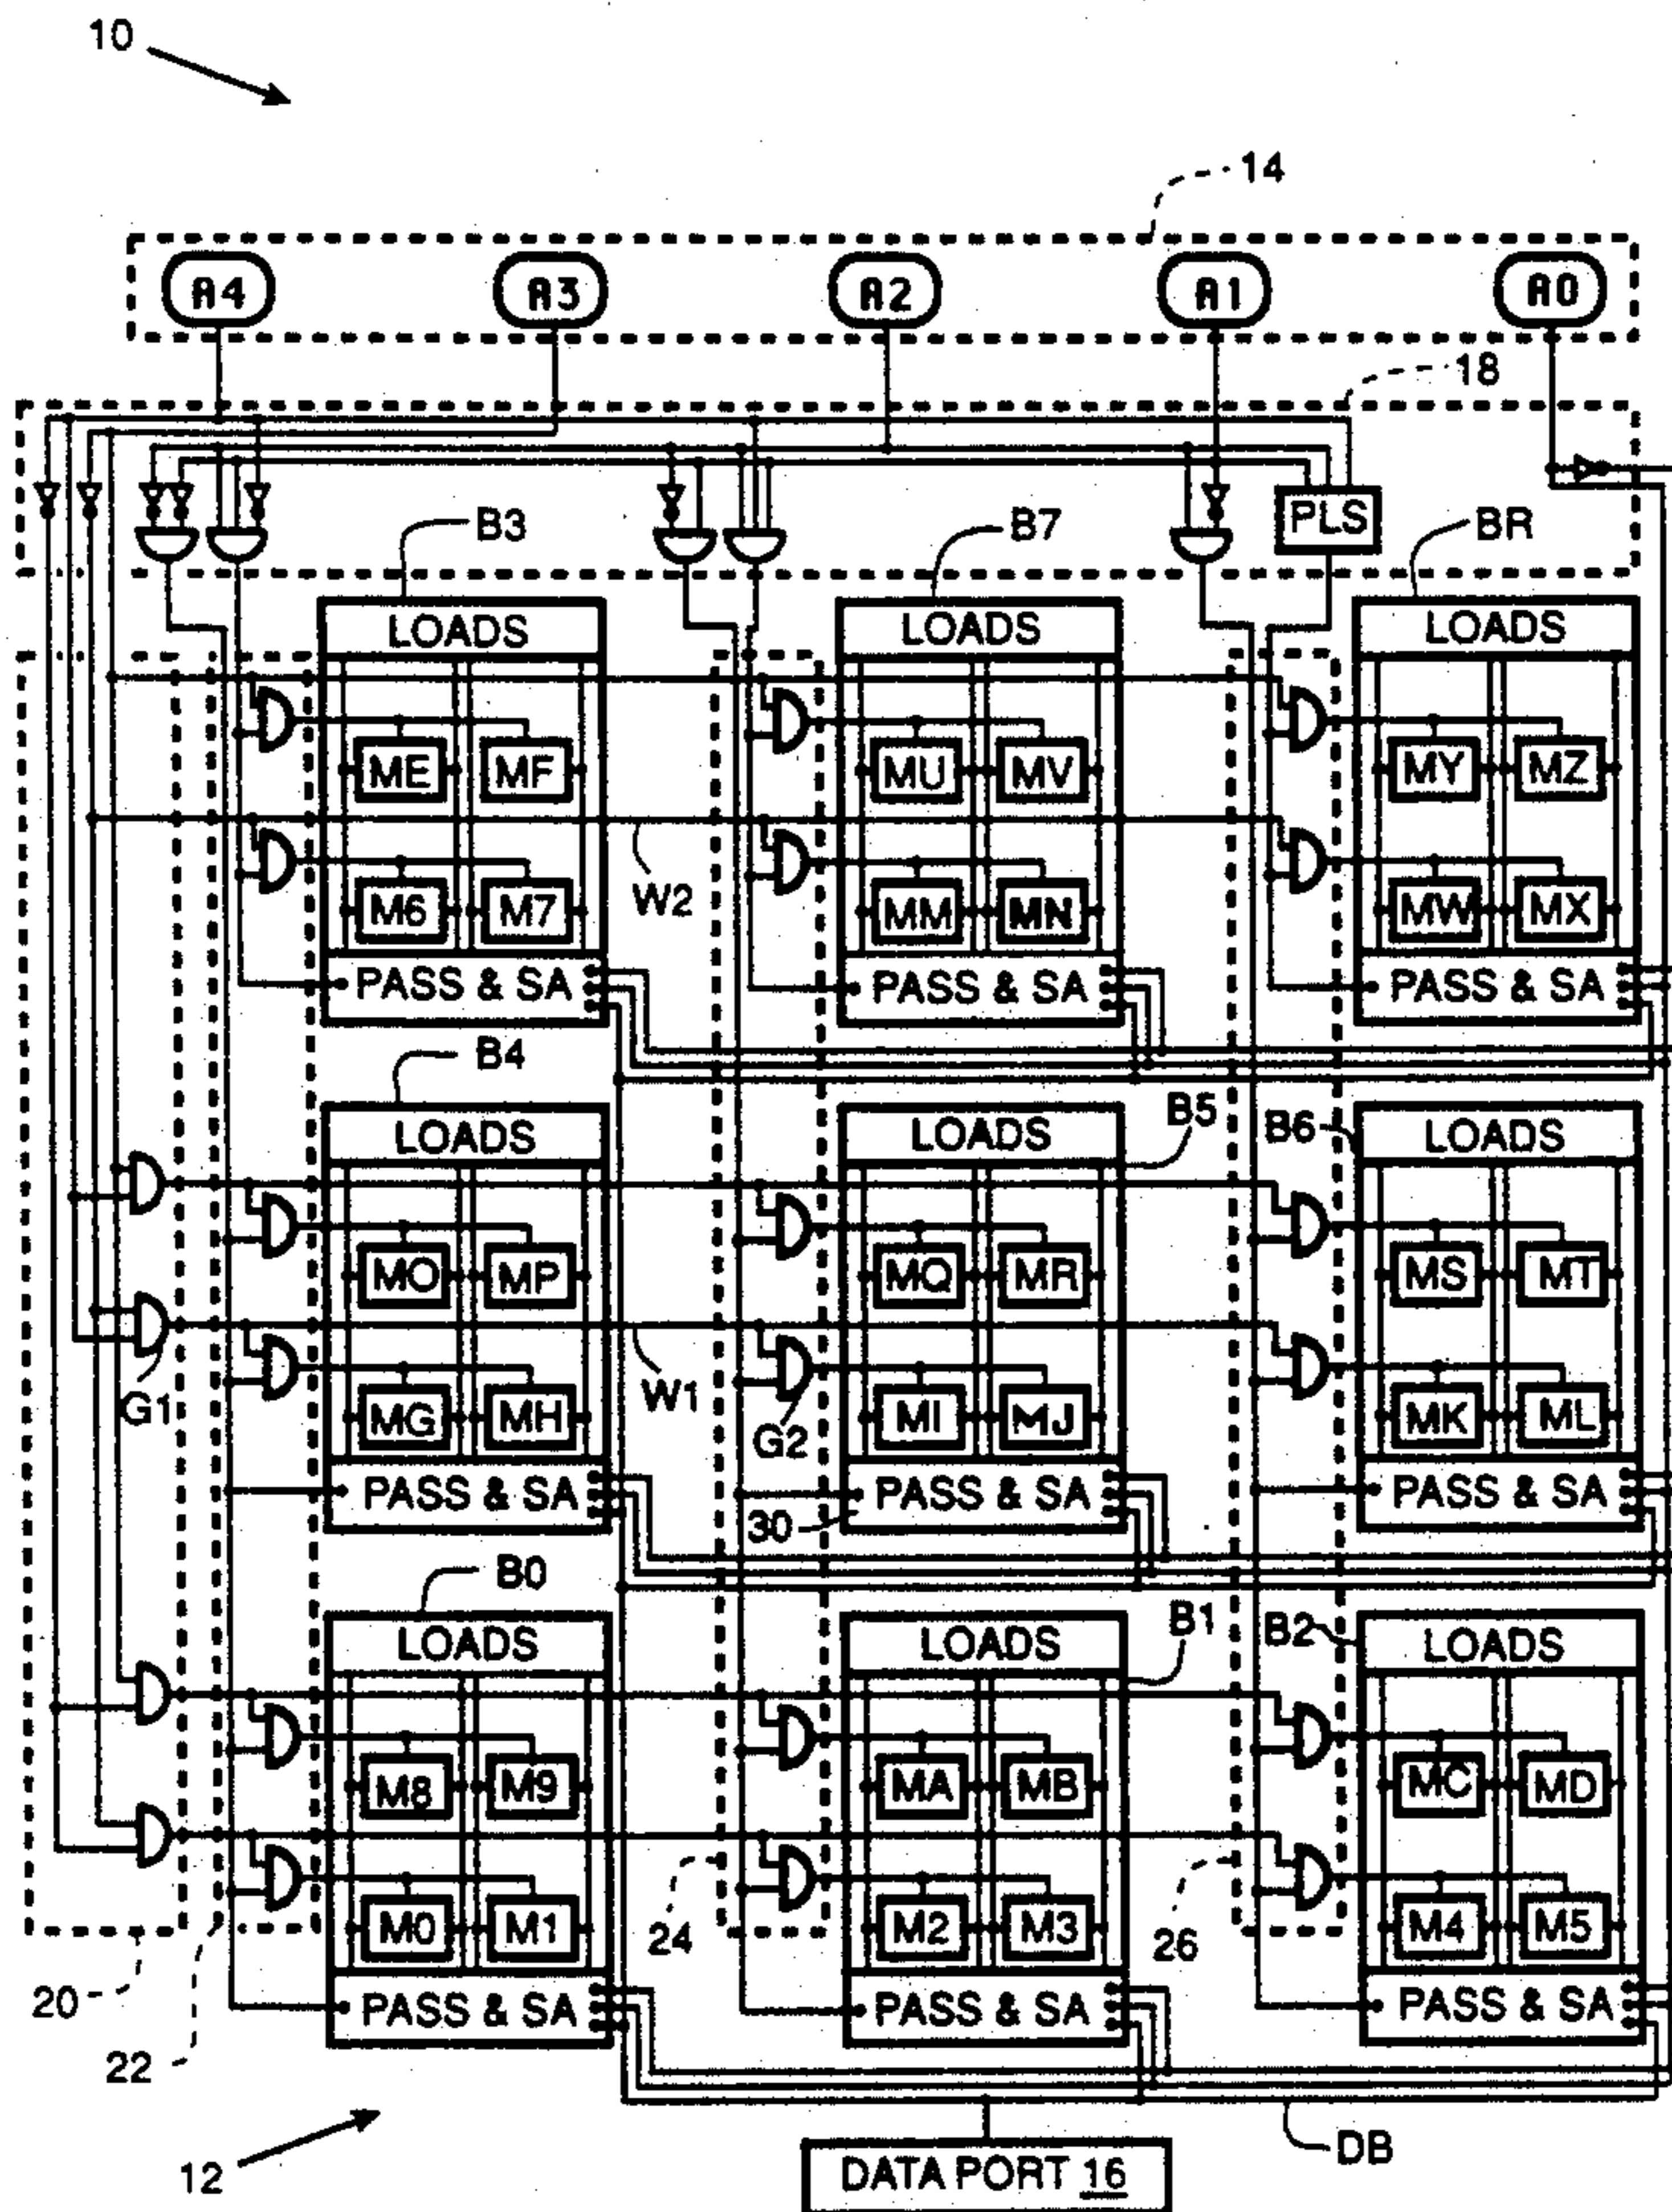 10
14
A4 A3 A2 A1 A0
18
PLS
B3 B7 BR
LOADS LOADS LOADS
ME MF MU MV MY MZ
W2
M6 M7 MM MN MW MX
PASS & SA PASS & SA PASS & SA
B4 B5 B6
LOADS LOADS LOADS
MO MP MQ MR MS MT
G1 W1 G2
MG MH MI MJ MK ML
PASS & SA 30 PASS & SA PASS & SA
B0 B1 B2
LOADS LOADS LOADS
M8 M9 MA MB MC MD
24 26
M0 M1 M2 M3 M4 M5
20 PASS & SA PASS & SA PASS & SA
22
12 DATA PORT 16 DB